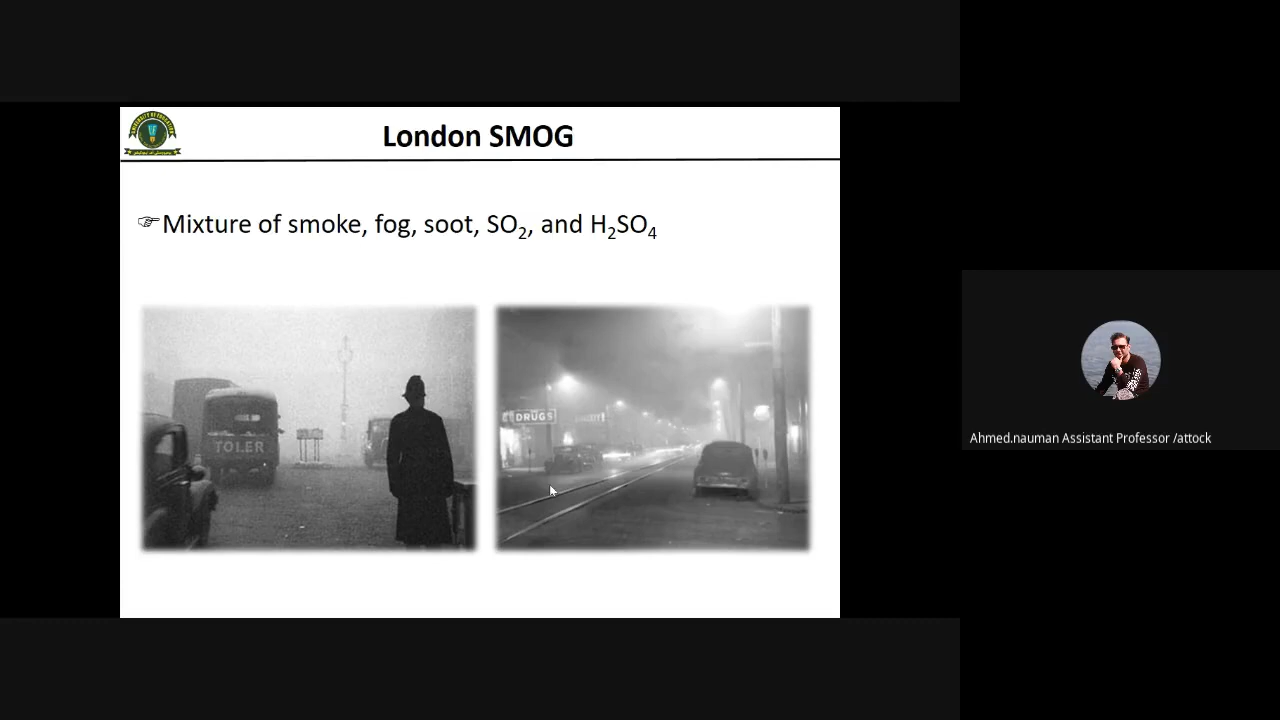 London SMOG
☞Mixture of smoke, fog, soot, SO₂, and H₂SO₄
TOLER
DRUGS
Ahmed.nauman Assistant Professor /attock